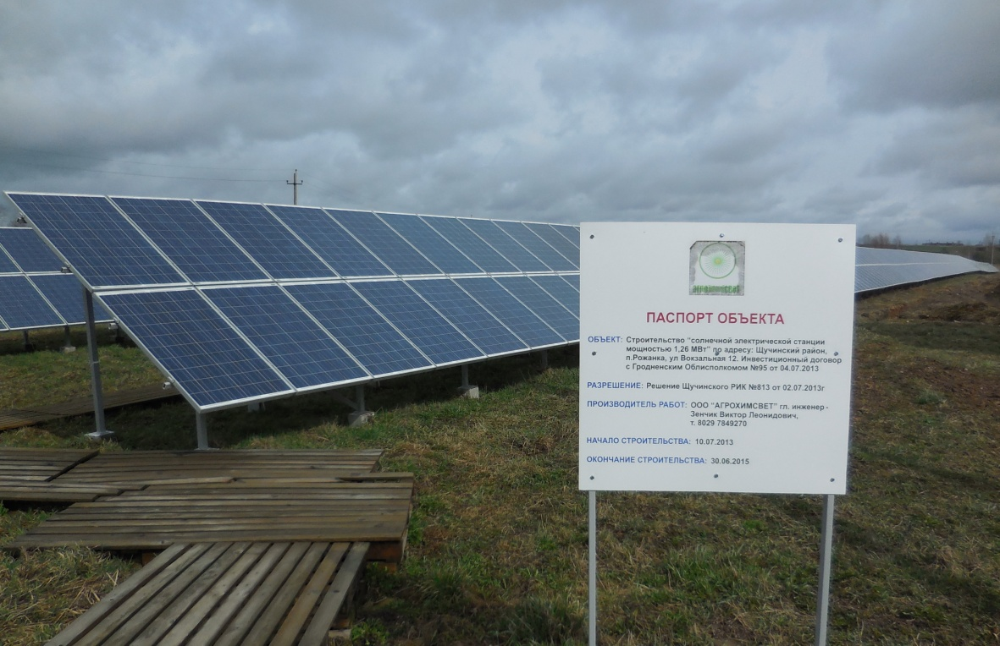 АГРОХИМСВЕТ
ПАСПОРТ ОБЪЕКТА
ОБЪЕКТ: Строительство "солнечной электрической станции
мощностью 1,26 МВт" по адресу: Щучинский район,
п.Рожанка, ул Вокзальная 12. Инвестиционный договор
с Гродненским Облисполкомом №95 от 04.07.2013
РАЗРЕШЕНИЕ: Решение Щучинского РИК №813 от 02.07.2013г
ПРОИЗВОДИТЕЛЬ РАБОТ: ООО "АГРОХИМСВЕТ" гл. инженер -
Зенчик Виктор Леонидович,
т. 8029 7849270
НАЧАЛО СТРОИТЕЛЬСТВА: 10.07.2013
ОКОНЧАНИЕ СТРОИТЕЛЬСТВА: 30.06.2015